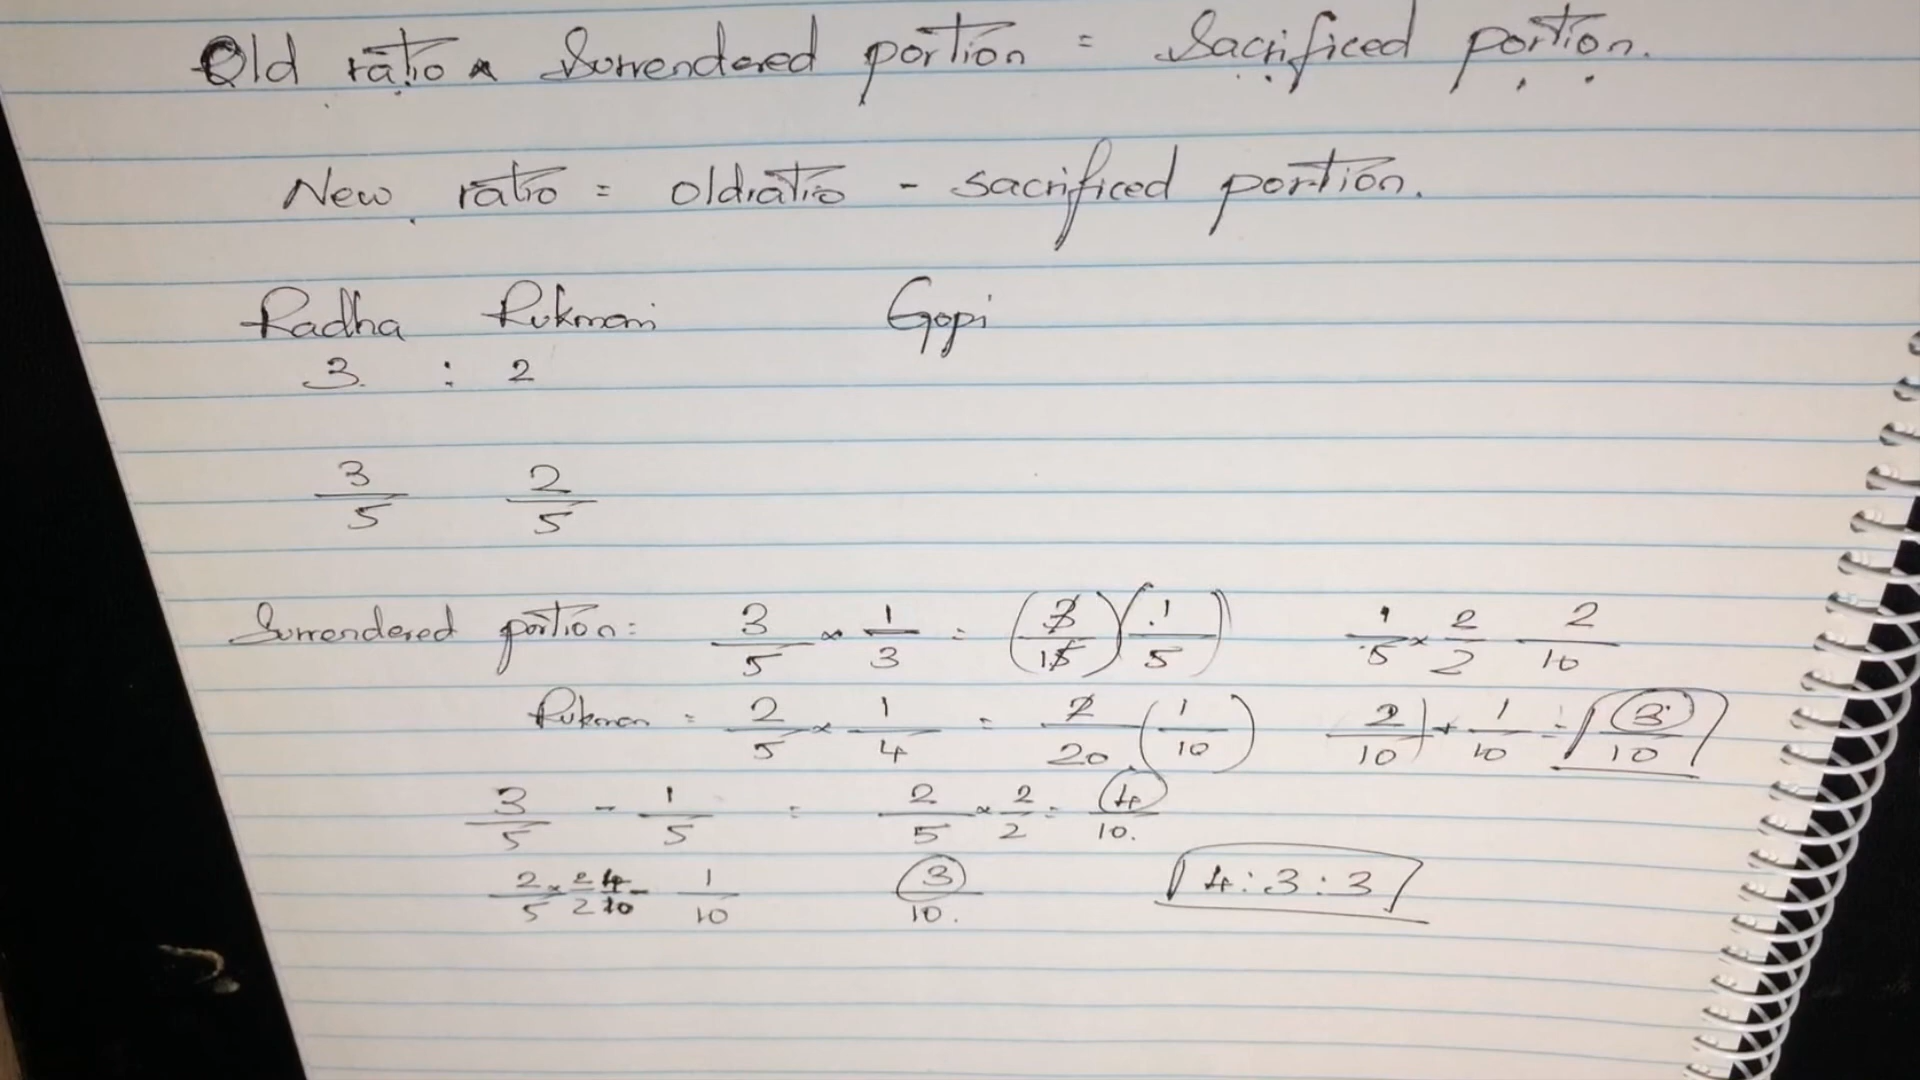 Old ratio × Surrendered portion = Sacrificed portion.
New ratio = old ratio - sacrificed portion.
Radha Rukmani Gopi
3 : 2
3/5 2/5
Surrendered portion: 3/5 × 1/3 = (3/15) (1/5) 1/5 × 2/2 2/10
Rukman = 2/5 × 1/4 = 2/20 (1/10) 2/10 + 1/10 = 3/10
3/5 - 1/5 = 2/5 × 2/2 = 4/10.
2/5 × 2/2 4/10 - 1/10 3/10. 4:3:3